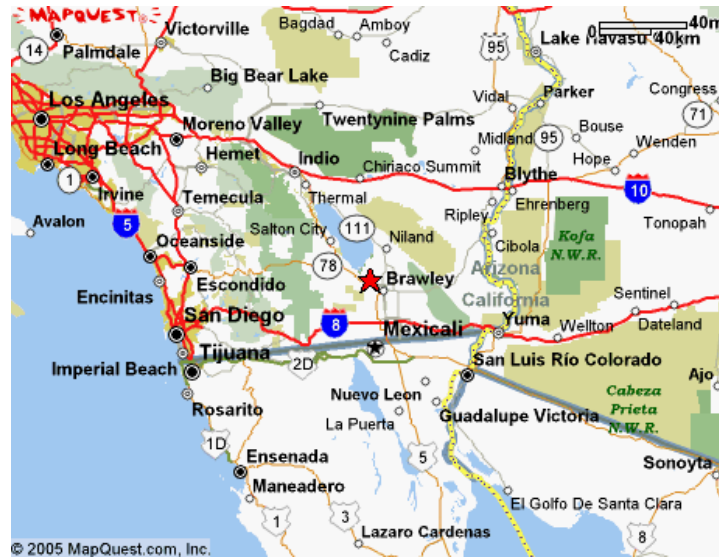 MAPQUEST
40m
40km
14
Palmdale
Victorville
Bagdad
Amboy
Cadiz
95
Lake Havasu
Big Bear Lake
Los Angeles
Twentynine Palms
Vidal
Parker
Congress
71
Moreno Valley
95
Bouse
Midland
Wenden
Long Beach
Hemet
Indio
Chiriaco Summit
Hope
1
Irvine
Thermal
Blythe
10
Temecula
Ripley
Ehrenberg
Tonopah
Avalon
5
Salton City
111
Niland
Cibola
Kofa
N.W.R.
Oceanside
78
Arizona
Escondido
Brawley
California
Encinitas
Sentinel
San Diego
8
Mexicali
Yuma
Wellton
Dateland
Tijuana
2D
San Luis Río Colorado
Imperial Beach
Ajo
Nuevo Leon
Cabeza
Prieta
N.W.R.
Rosarito
La Puerta
Guadalupe Victoria
1D
5
Ensenada
Sonoyta
Maneadero
El Golfo De Santa Clara
1
3
8
Lazaro Cardenas
© 2005 MapQuest.com, Inc.